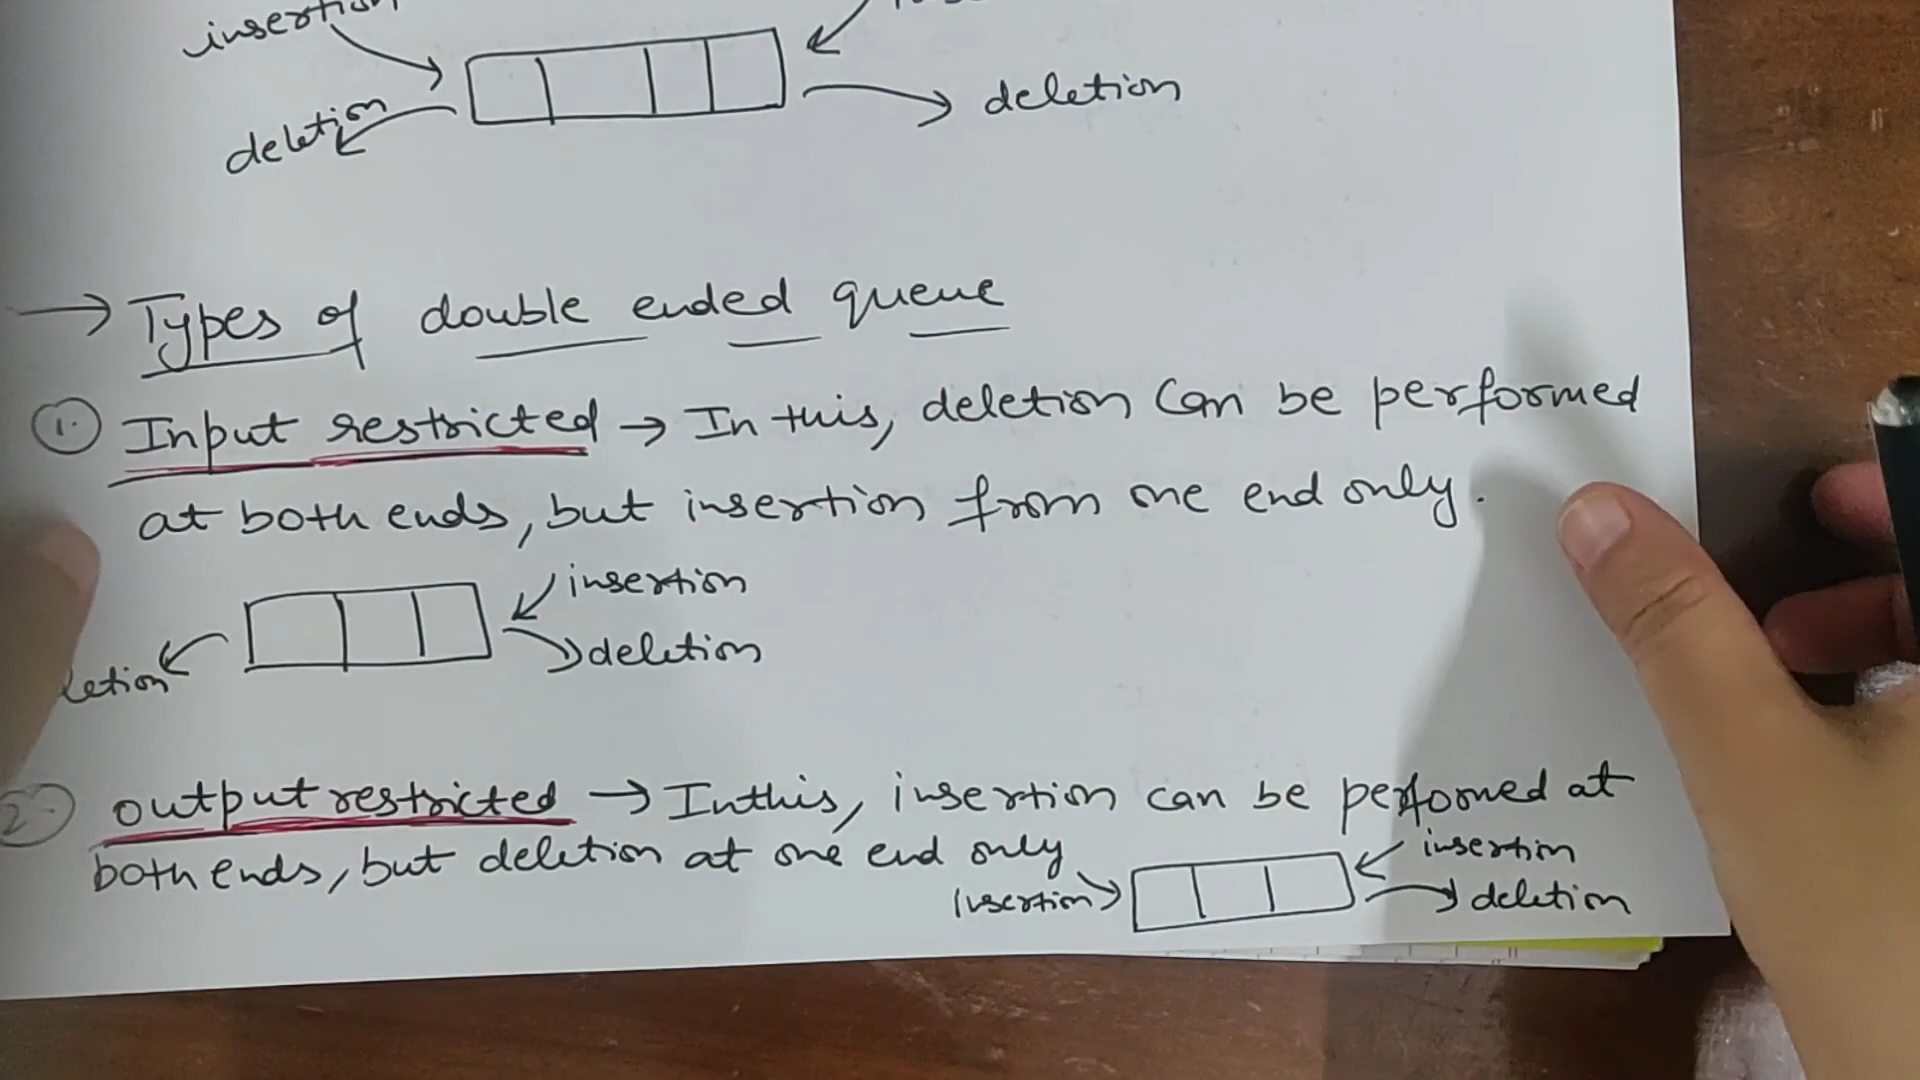 insertion
deletion
deletion
→ Types of double ended queue
1. Input restricted → In this, deletion can be performed
at both ends, but insertion from one end only.
insertion
letion
deletion
2. output restricted → In this, insertion can be performed at
both ends, but deletion at one end only
insertion
insertion
deletion